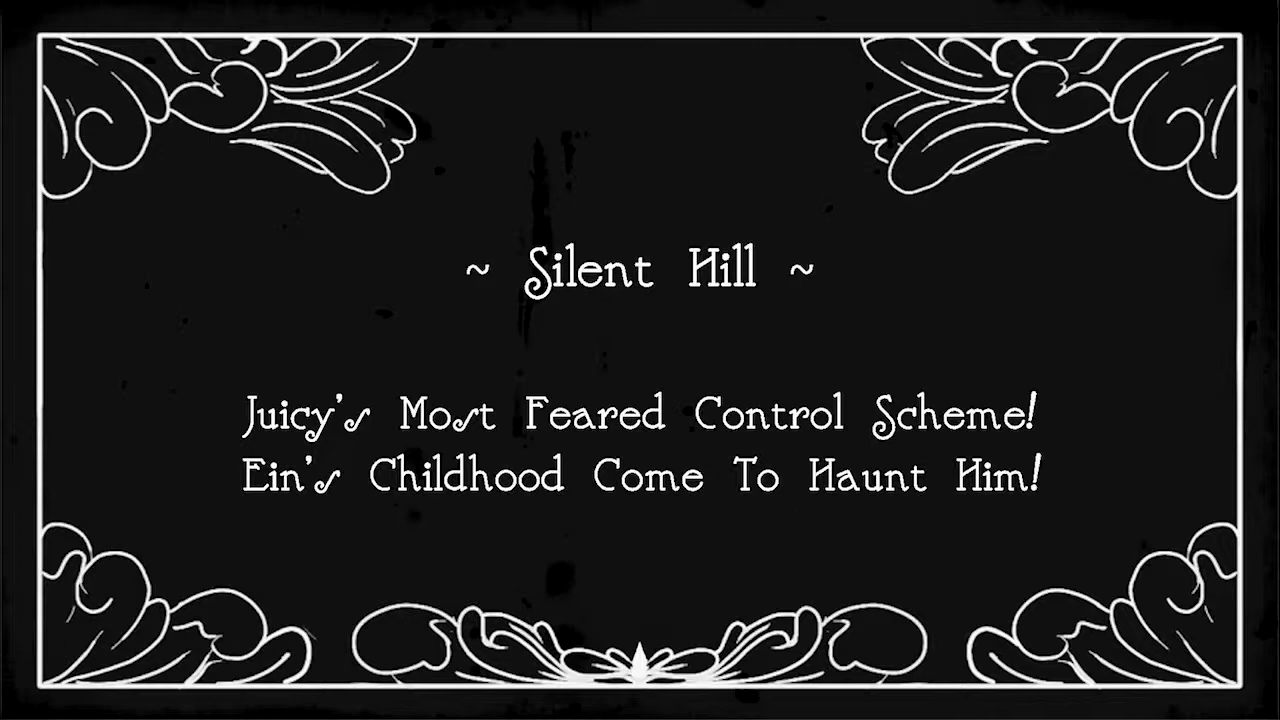 ~ Silent Hill ~
Juicy's Most Feared Control Scheme!
Ein's Childhood Come To Haunt Him!